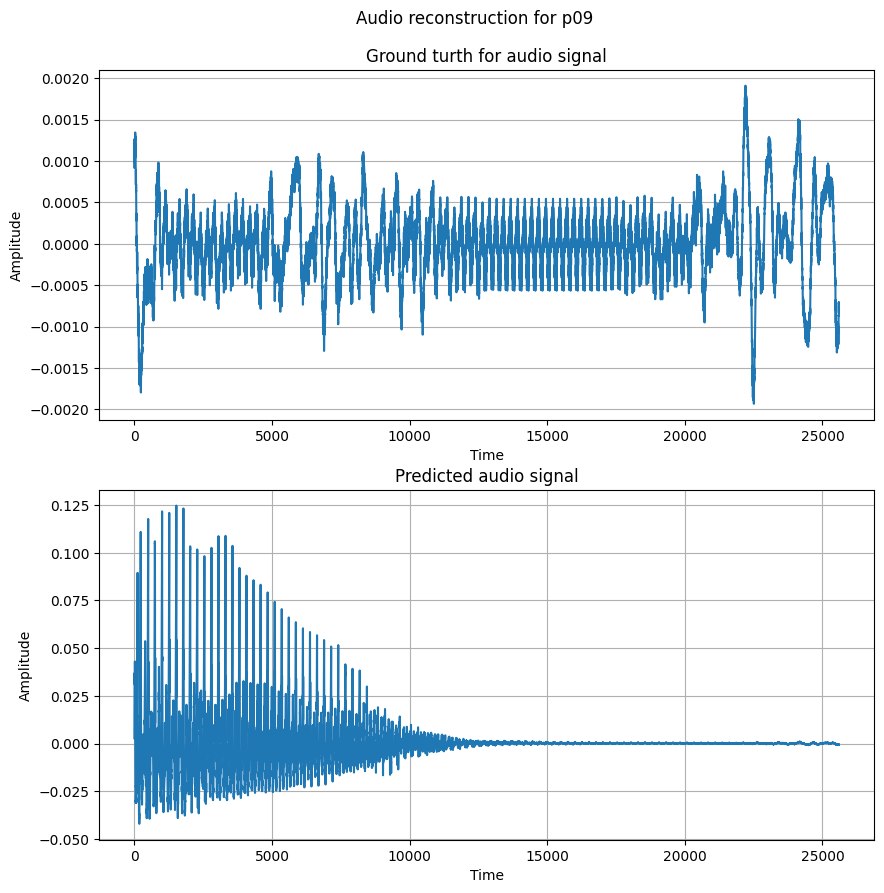 Audio reconstruction for p09
Ground turth for audio signal
0.0020
0.0015
0.0010
0.0005
0.0000
−0.0005
−0.0010
−0.0015
−0.0020
Amplitude
0 5000 10000 15000 20000 25000
Time
Predicted audio signal
0.125
0.100
0.075
0.050
0.025
0.000
−0.025
−0.050
Amplitude
0 5000 10000 15000 20000 25000
Time